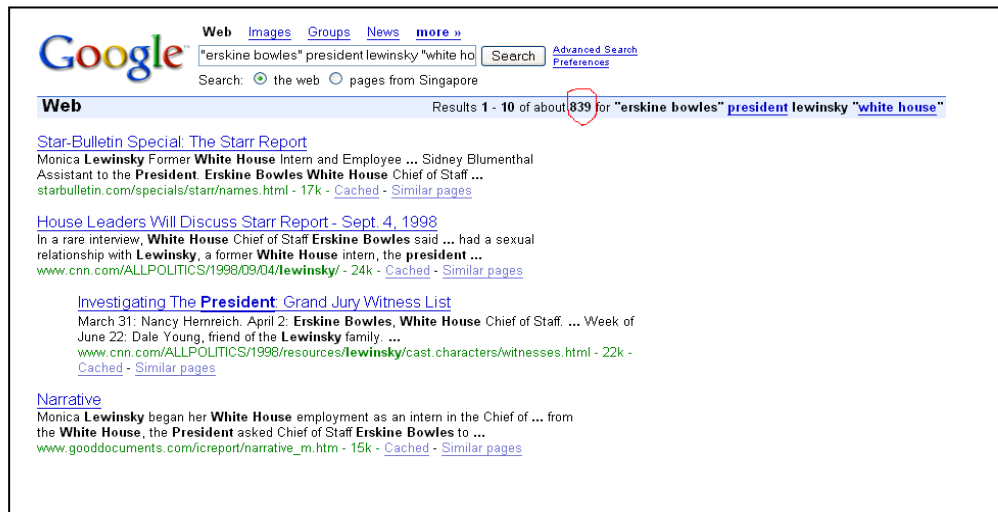 Google™
Web Images Groups News more »
"erskine bowles" president lewinsky "white ho Search Advanced Search
Preferences
Search: the web pages from Singapore
Web Results 1 - 10 of about 839 for "erskine bowles" president lewinsky "white house"
Star-Bulletin Special: The Starr Report
Monica Lewinsky Former White House Intern and Employee ... Sidney Blumenthal
Assistant to the President. Erskine Bowles White House Chief of Staff ...
starbulletin.com/specials/starr/names.html - 17k - Cached - Similar pages
House Leaders Will Discuss Starr Report - Sept. 4, 1998
In a rare interview, White House Chief of Staff Erskine Bowles said ... had a sexual
relationship with Lewinsky, a former White House intern, the president ...
www.cnn.com/ALLPOLITICS/1998/09/04/lewinsky/ - 24k - Cached - Similar pages
Investigating The President: Grand Jury Witness List
March 31: Nancy Hernreich. April 2: Erskine Bowles, White House Chief of Staff. ... Week of
June 22: Dale Young, friend of the Lewinsky family. ...
www.cnn.com/ALLPOLITICS/1998/resources/lewinsky/cast.characters/witnesses.html - 22k -
Cached - Similar pages
Narrative
Monica Lewinsky began her White House employment as an intern in the Chief of ... from
the White House, the President asked Chief of Staff Erskine Bowles to ...
www.gooddocuments.com/icreport/narrative_m.htm - 15k - Cached - Similar pages